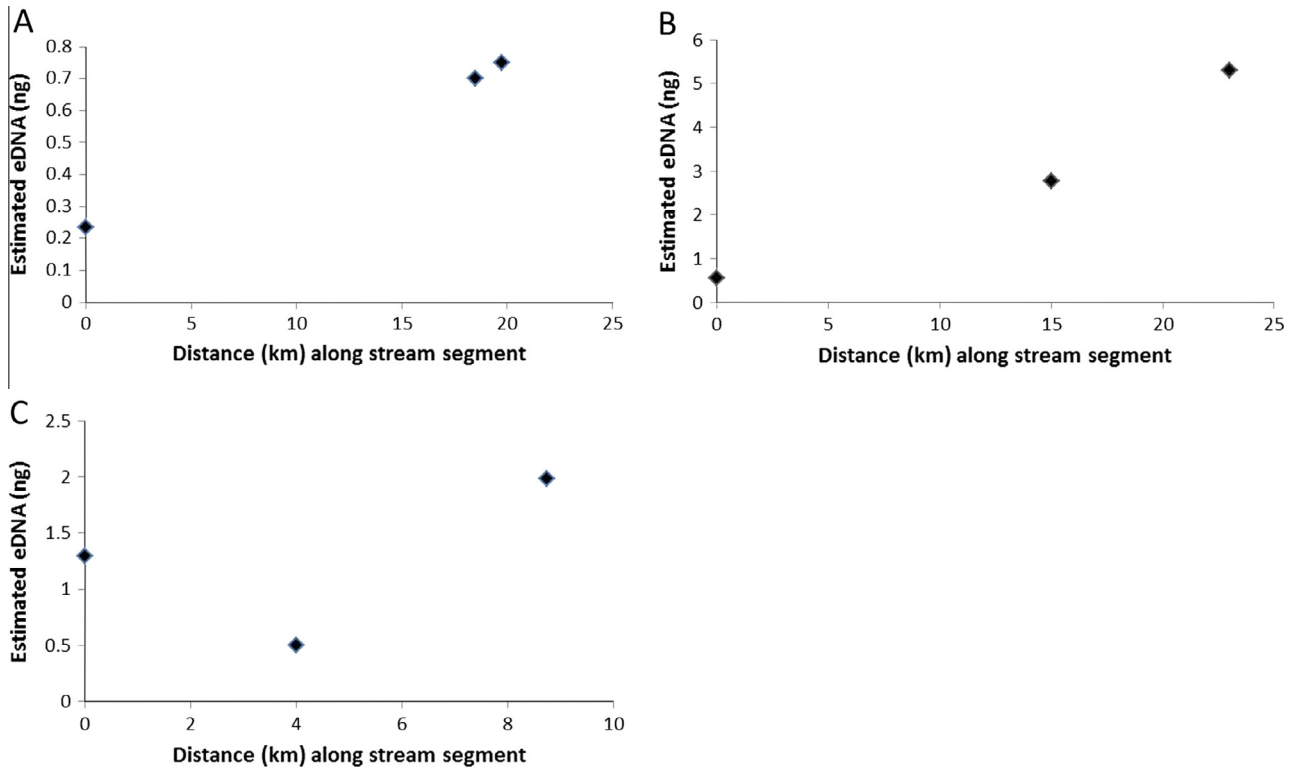 A
B
Estimated eDNA (ng)
0.8
0.7
0.6
0.5
0.4
0.3
0.2
0.1
0
0 5 10 15 20 25
Distance (km) along stream segment
Estimated eDNA (ng)
6
5
4
3
2
1
0
0 5 10 15 20 25
Distance (km) along stream segment
C
Estimated eDNA (ng)
2.5
2
1.5
1
0.5
0
0 2 4 6 8 10
Distance (km) along stream segment